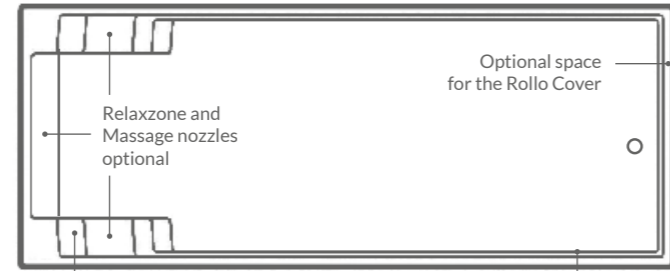 Optional space
for the Rollo Cover
Relaxzone and
Massage nozzles
optional